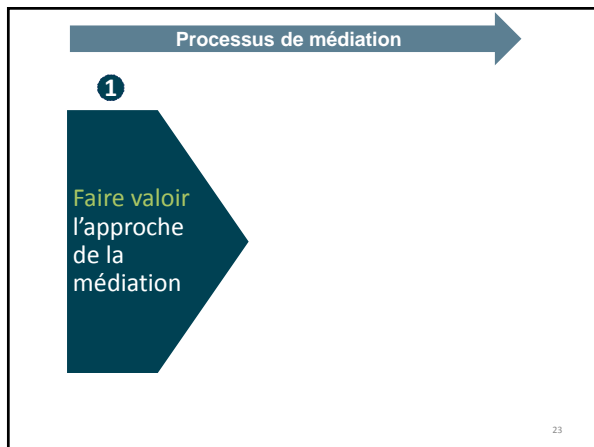 Processus de médiation
1
Faire valoir
l'approche
de la
médiation
23